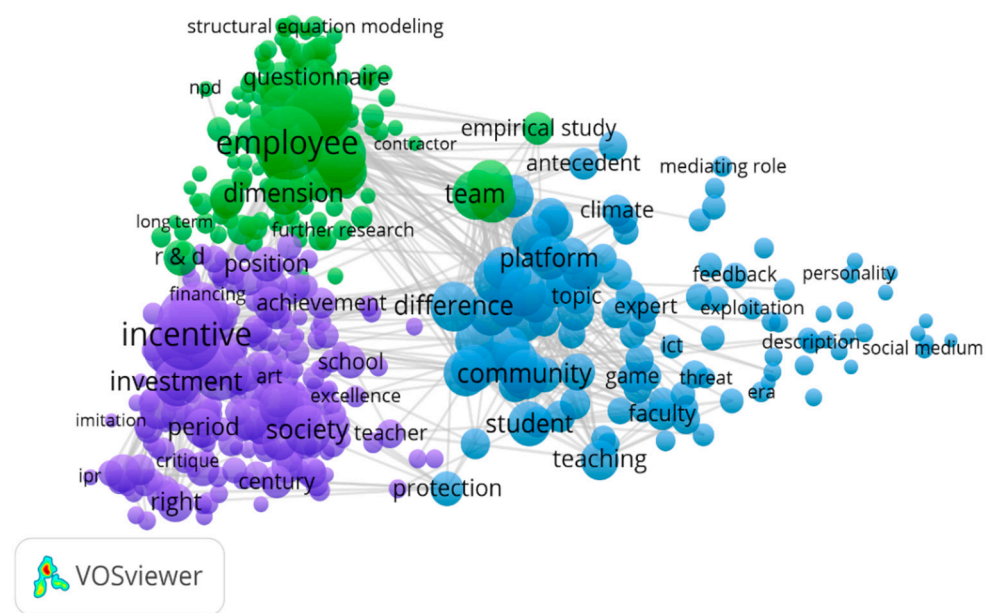 structural equation modeling
questionnaire
npd
empirical study
employee
contractor
antecedent
mediating role
dimension
team
climate
long term
further research
r & d
position
platform
feedback
personality
financing
achievement
difference
topic
expert
exploitation
incentive
ict
description
social medium
school
investment
art
community
game
threat
excellence
era
imitation
period
society
teacher
student
faculty
critique
teaching
ipr
century
protection
right
VOSviewer